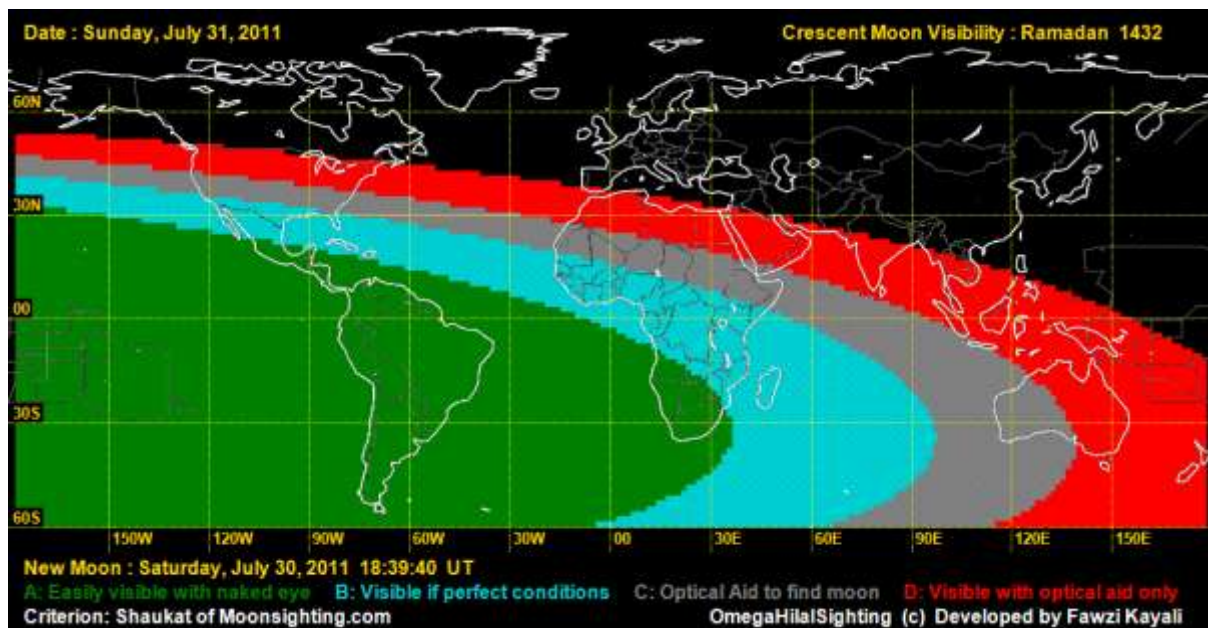 Date : Sunday, July 31, 2011
Crescent Moon Visibility : Ramadan 1432
60N
30N
00
30S
60S
150W 120W 90W 60W 30W 00 30E 60E 90E 120E 150E
New Moon : Saturday, July 30, 2011 18:39:40 UT
A: Easily visible with naked eye B: Visible if perfect conditions C: Optical Aid to find moon D: Visible with optical aid only
Criterion: Shaukat of Moonsighting.com OmegaHilalSighting (c) Developed by Fawzi Kayali